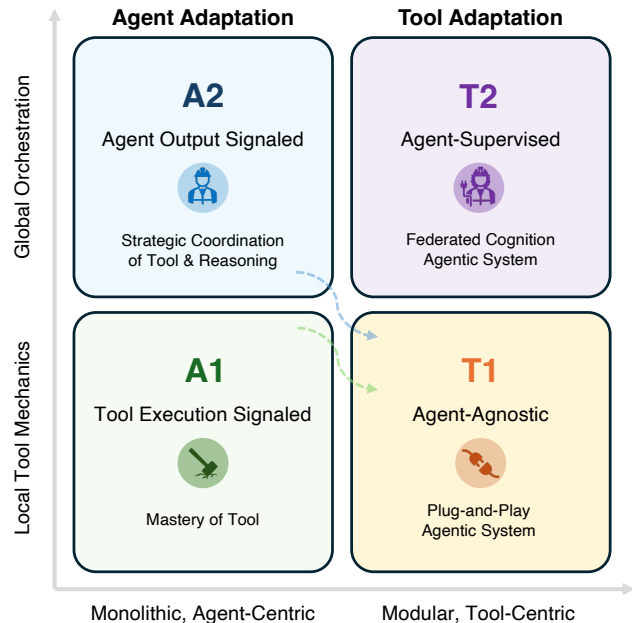 Agent Adaptation
Tool Adaptation
Global Orchestration
A2
Agent Output Signaled
Strategic Coordination
of Tool & Reasoning
T2
Agent-Supervised
Federated Cognition
Agentic System
Local Tool Mechanics
A1
Tool Execution Signaled
Mastery of Tool
T1
Agent-Agnostic
Plug-and-Play
Agentic System
Monolithic, Agent-Centric
Modular, Tool-Centric